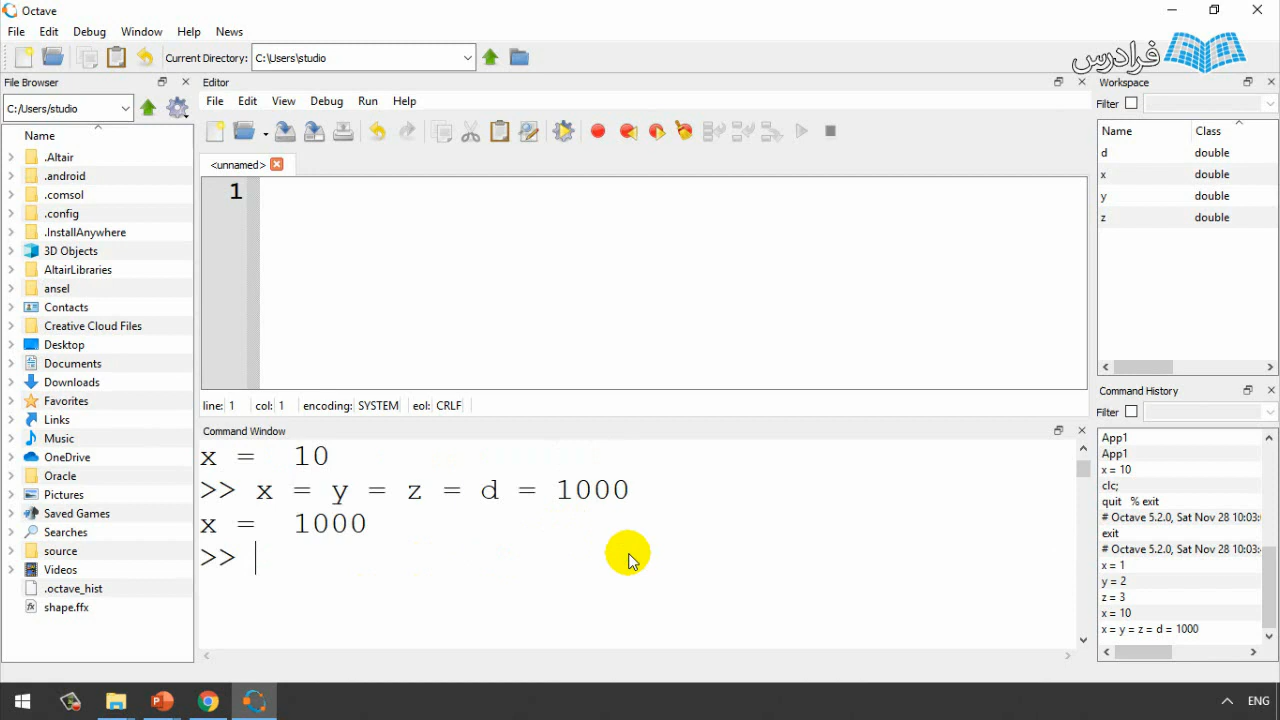 Octave
File Edit Debug Window Help News
Current Directory: C:\Users\studio
فرادرس
File Browser
C:/Users/studio
Name
.Altair
.android
.comsol
.config
.InstallAnywhere
3D Objects
AltairLibraries
ansel
Contacts
Creative Cloud Files
Desktop
Documents
Downloads
Favorites
Links
Music
OneDrive
Oracle
Pictures
Saved Games
Searches
source
Videos
.octave_hist
shape.ffx
Editor
File Edit View Debug Run Help
<unnamed>
1
line: 1 col: 1 encoding: SYSTEM eol: CRLF
Command Window
x = 10
>> x = y = z = d = 1000
x = 1000
>>
Workspace
Filter
Name Class
d double
x double
y double
z double
Command History
Filter
App1
App1
x = 10
clc;
quit % exit
# Octave 5.2.0, Sat Nov 28 10:03:
exit
# Octave 5.2.0, Sat Nov 28 10:03:
x = 1
y = 2
z = 3
x = 10
x = y = z = d = 1000
ENG